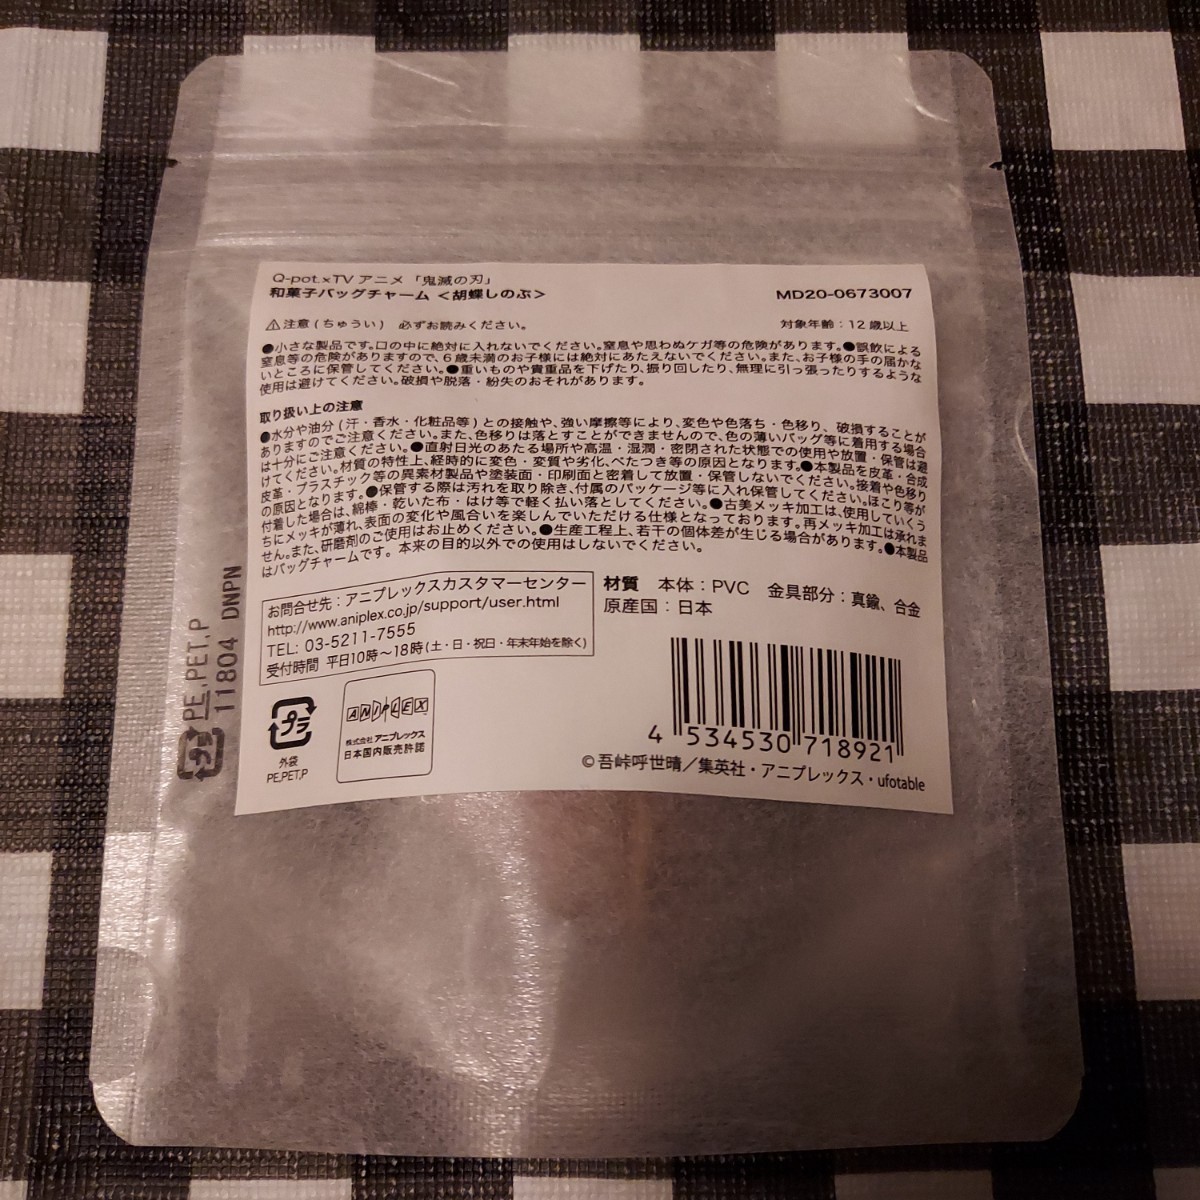 Q-pot.×TV アニメ「鬼滅の刃」
和菓子バッグチャーム <胡蝶しのぶ>
MD20-0673007
⚠注意(ちゅうい) 必ずお読みください。
対象年齢:12歳以上
●小さな製品です。口の中に絶対に入れないでください。窒息や思わぬケガ等の危険があります。●誤飲による
窒息等の危険がありますので、6歳未満のお子様には絶対にあたえないでください。また、お子様の手の届かな
いところに保管してください。●重いものや貴重品を下げたり、振り回したり、無理に引っ張ったりするような
使用は避けてください。破損や脱落・紛失のおそれがあります。
取り扱い上の注意
●水分や油分(汗・香水・化粧品等)との接触や、強い摩擦等により、変色や色落ち・色移り、破損することが
ありますのでご注意ください。また、色移りは落とすことができませんので、色の薄いバッグ等に着用する場合
は十分にご注意ください。●直射日光のあたる場所や高温・湿潤・密閉された状態での使用や放置・保管は避
けてください。材質の特性上、経時的に変色・変質や劣化、べたつき等の原因となります。●本製品を皮革・合成
皮革・プラスチック等の異素材製品や塗装面・印刷面と密着して放置・保管しないでください。接着や色移り
の原因となります。●保管する際は汚れを取り除き、付属のパッケージ等に入れ保管してください。ほこり等が
付着した場合は、綿棒・乾いた布・はけ等で軽く払い落としてください。●古美メッキ加工は、使用していくう
ちにメッキが薄れ、表面の変化や風合いを楽しんでいただける仕様となっております。再メッキ加工は承れま
せん。また、研磨剤のご使用はお止めください。●生産工程上、若干の個体差が生じる場合があります。●本製品
はバッグチャームです。本来の目的以外での使用はしないでください。
お問合せ先:アニプレックスカスタマーセンター
http://www.aniplex.co.jp/support/user.html
TEL: 03-5211-7555
受付時間 平日10時〜18時(土・日・祝日・年末年始を除く)
材質 本体:PVC 金具部分:真鍮、合金
原産国:日本
プラ
外袋
PE,PET,P
ANIPLEX
株式会社アニプレックス
日本国内販売許諾
4 534530 718921
©吾峠呼世晴/集英社・アニプレックス・ufotable
プラ PE,PET,P
11804 DNPN